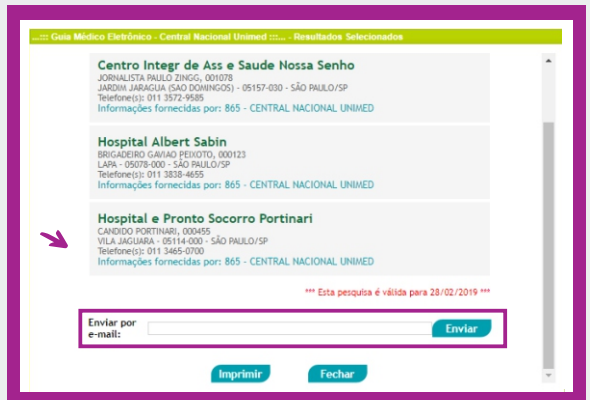 ...::: Guia Médico Eletrônico - Central Nacional Unimed :::... - Resultados Selecionados
Centro Integr de Ass e Saude Nossa Senho
JORNALISTA PAULO ZINGG, 001078
JARDIM JARAGUA (SAO DOMINGOS) - 05157-030 - SÃO PAULO/SP
Telefone(s): 011 3572-9585
Informações fornecidas por: 865 - CENTRAL NACIONAL UNIMED
Hospital Albert Sabin
BRIGADEIRO GAVIAO PEIXOTO, 000123
LAPA - 05078-000 - SÃO PAULO/SP
Telefone(s): 011 3838-4655
Informações fornecidas por: 865 - CENTRAL NACIONAL UNIMED
Hospital e Pronto Socorro Portinari
CANDIDO PORTINARI, 000455
VILA JAGUARA - 05114-000 - SÃO PAULO/SP
Telefone(s): 011 3465-0700
Informações fornecidas por: 865 - CENTRAL NACIONAL UNIMED
*** Esta pesquisa é válida para 28/02/2019 ***
Enviar por
e-mail:
Enviar
Imprimir Fechar